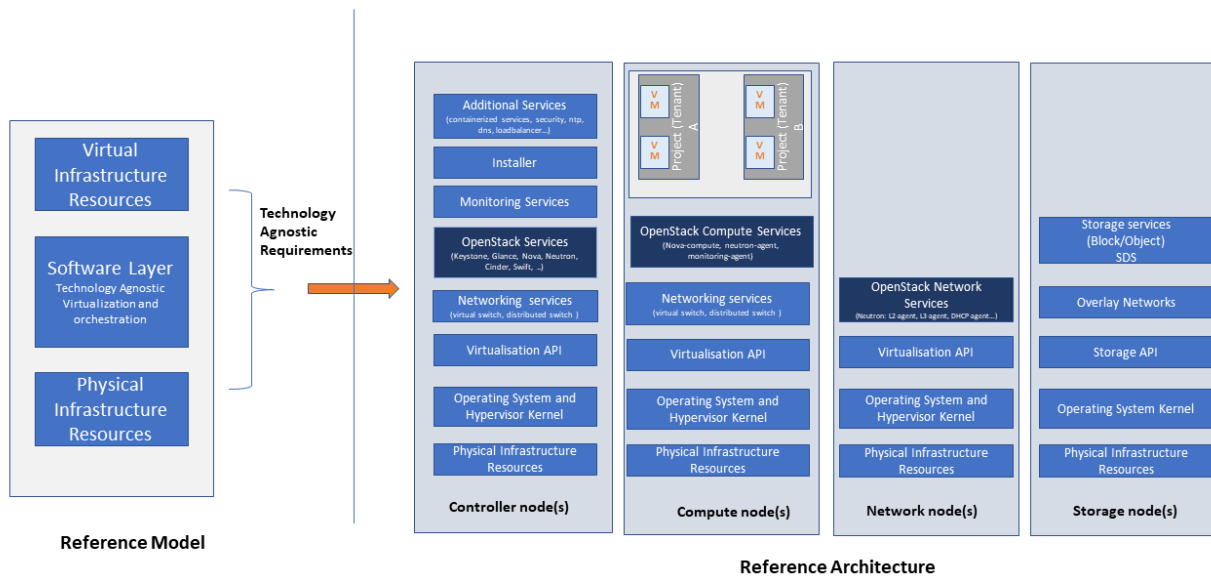 Virtual
Infrastructure
Resources
Software Layer
Technology Agnostic
Virtualization and
orchestration
Physical
Infrastructure
Resources
Reference Model
Technology
Agnostic
Requirements
Additional Services
(containerized services, security, ntp,
dns, loadbalancer…)
Installer
Monitoring Services
OpenStack Services
(Keystone, Glance, Nova, Neutron,
Cinder, Swift, ..)
Networking services
(virtual switch, distributed switch )
Virtualisation API
Operating System and
Hypervisor Kernel
Physical Infrastructure
Resources
Controller node(s)
V
M
V
M
Project (Tenant)
A
V
M
V
M
Project (Tenant)
B
OpenStack Compute Services
(Nova-compute, neutron-agent,
monitoring-agent)
Networking services
(virtual switch, distributed switch )
Virtualisation API
Operating System and
Hypervisor Kernel
Physical Infrastructure
Resources
Compute node(s)
OpenStack Network
Services
(Neutron: L2 agent, L3 agent, DHCP agent…)
Virtualisation API
Operating System and
Hypervisor Kernel
Physical Infrastructure
Resources
Network node(s)
Storage services
(Block/Object)
SDS
Overlay Networks
Storage API
Operating System Kernel
Physical Infrastructure
Resources
Storage node(s)
Reference Architecture